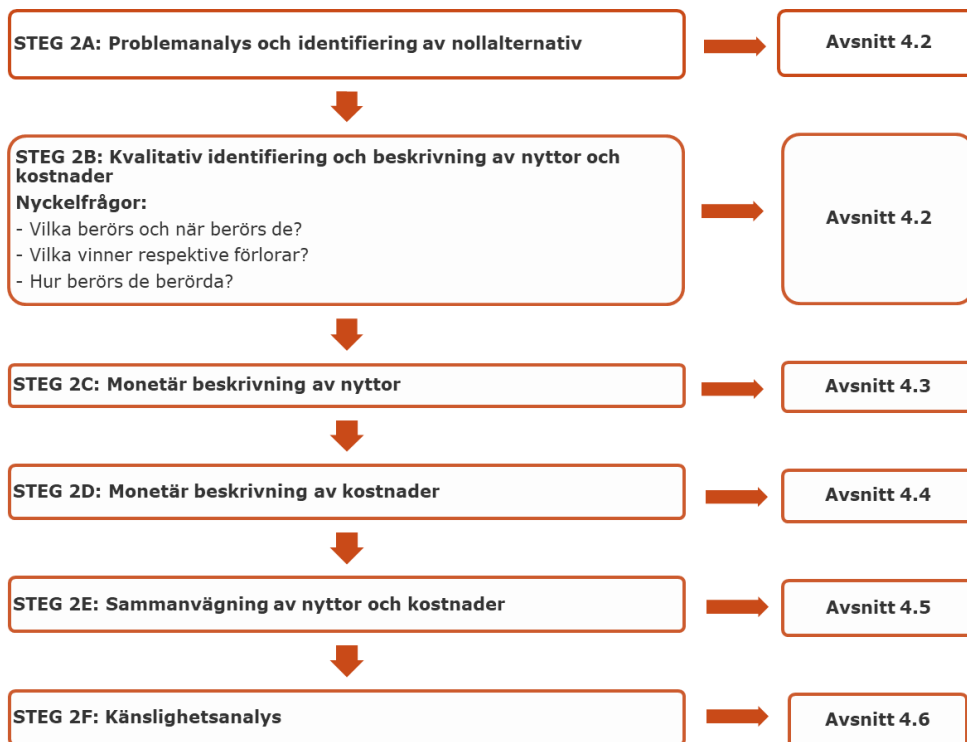 STEG 2A: Problemanalys och identifiering av nollalternativ
Avsnitt 4.2
STEG 2B: Kvalitativ identifiering och beskrivning av nyttor och
kostnader
Nyckelfrågor:
- Vilka berörs och när berörs de?
- Vilka vinner respektive förlorar?
- Hur berörs de berörda?
Avsnitt 4.2
STEG 2C: Monetär beskrivning av nyttor
Avsnitt 4.3
STEG 2D: Monetär beskrivning av kostnader
Avsnitt 4.4
STEG 2E: Sammanvägning av nyttor och kostnader
Avsnitt 4.5
STEG 2F: Känslighetsanalys
Avsnitt 4.6